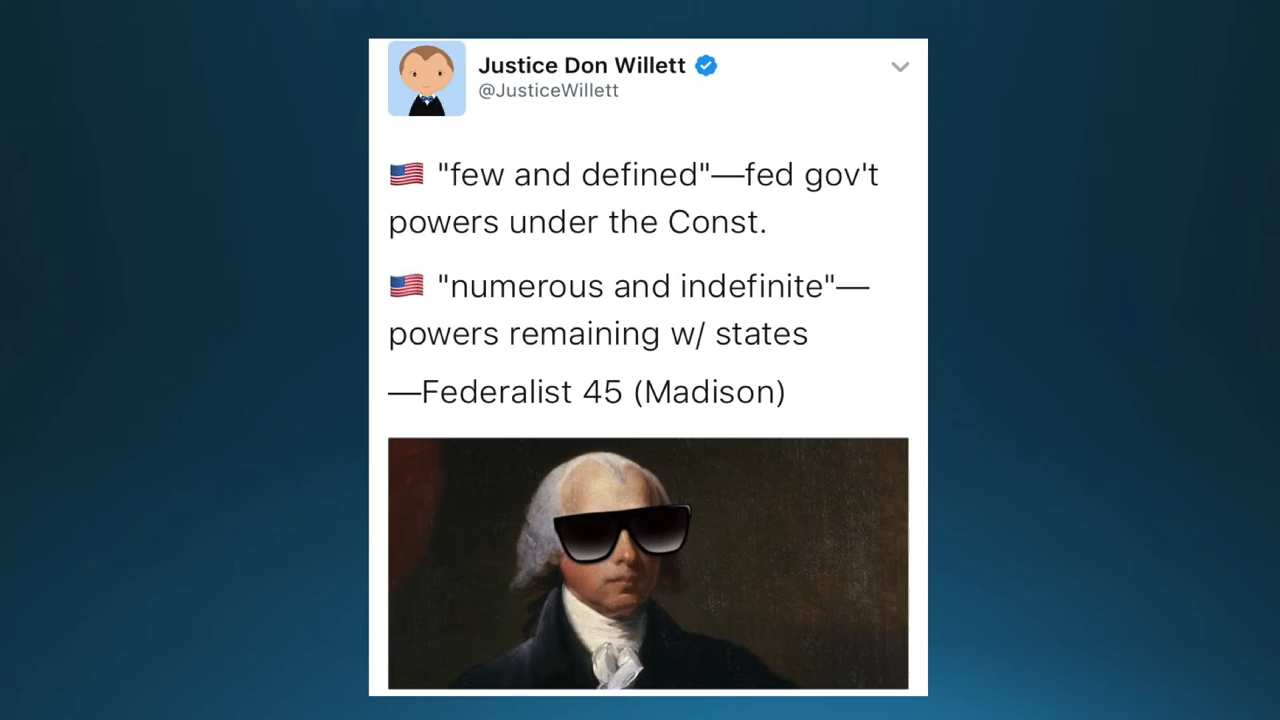 Justice Don Willett
@JusticeWillett
🇺🇸 "few and defined"—fed gov't
powers under the Const.
🇺🇸 "numerous and indefinite"—
powers remaining w/ states
—Federalist 45 (Madison)